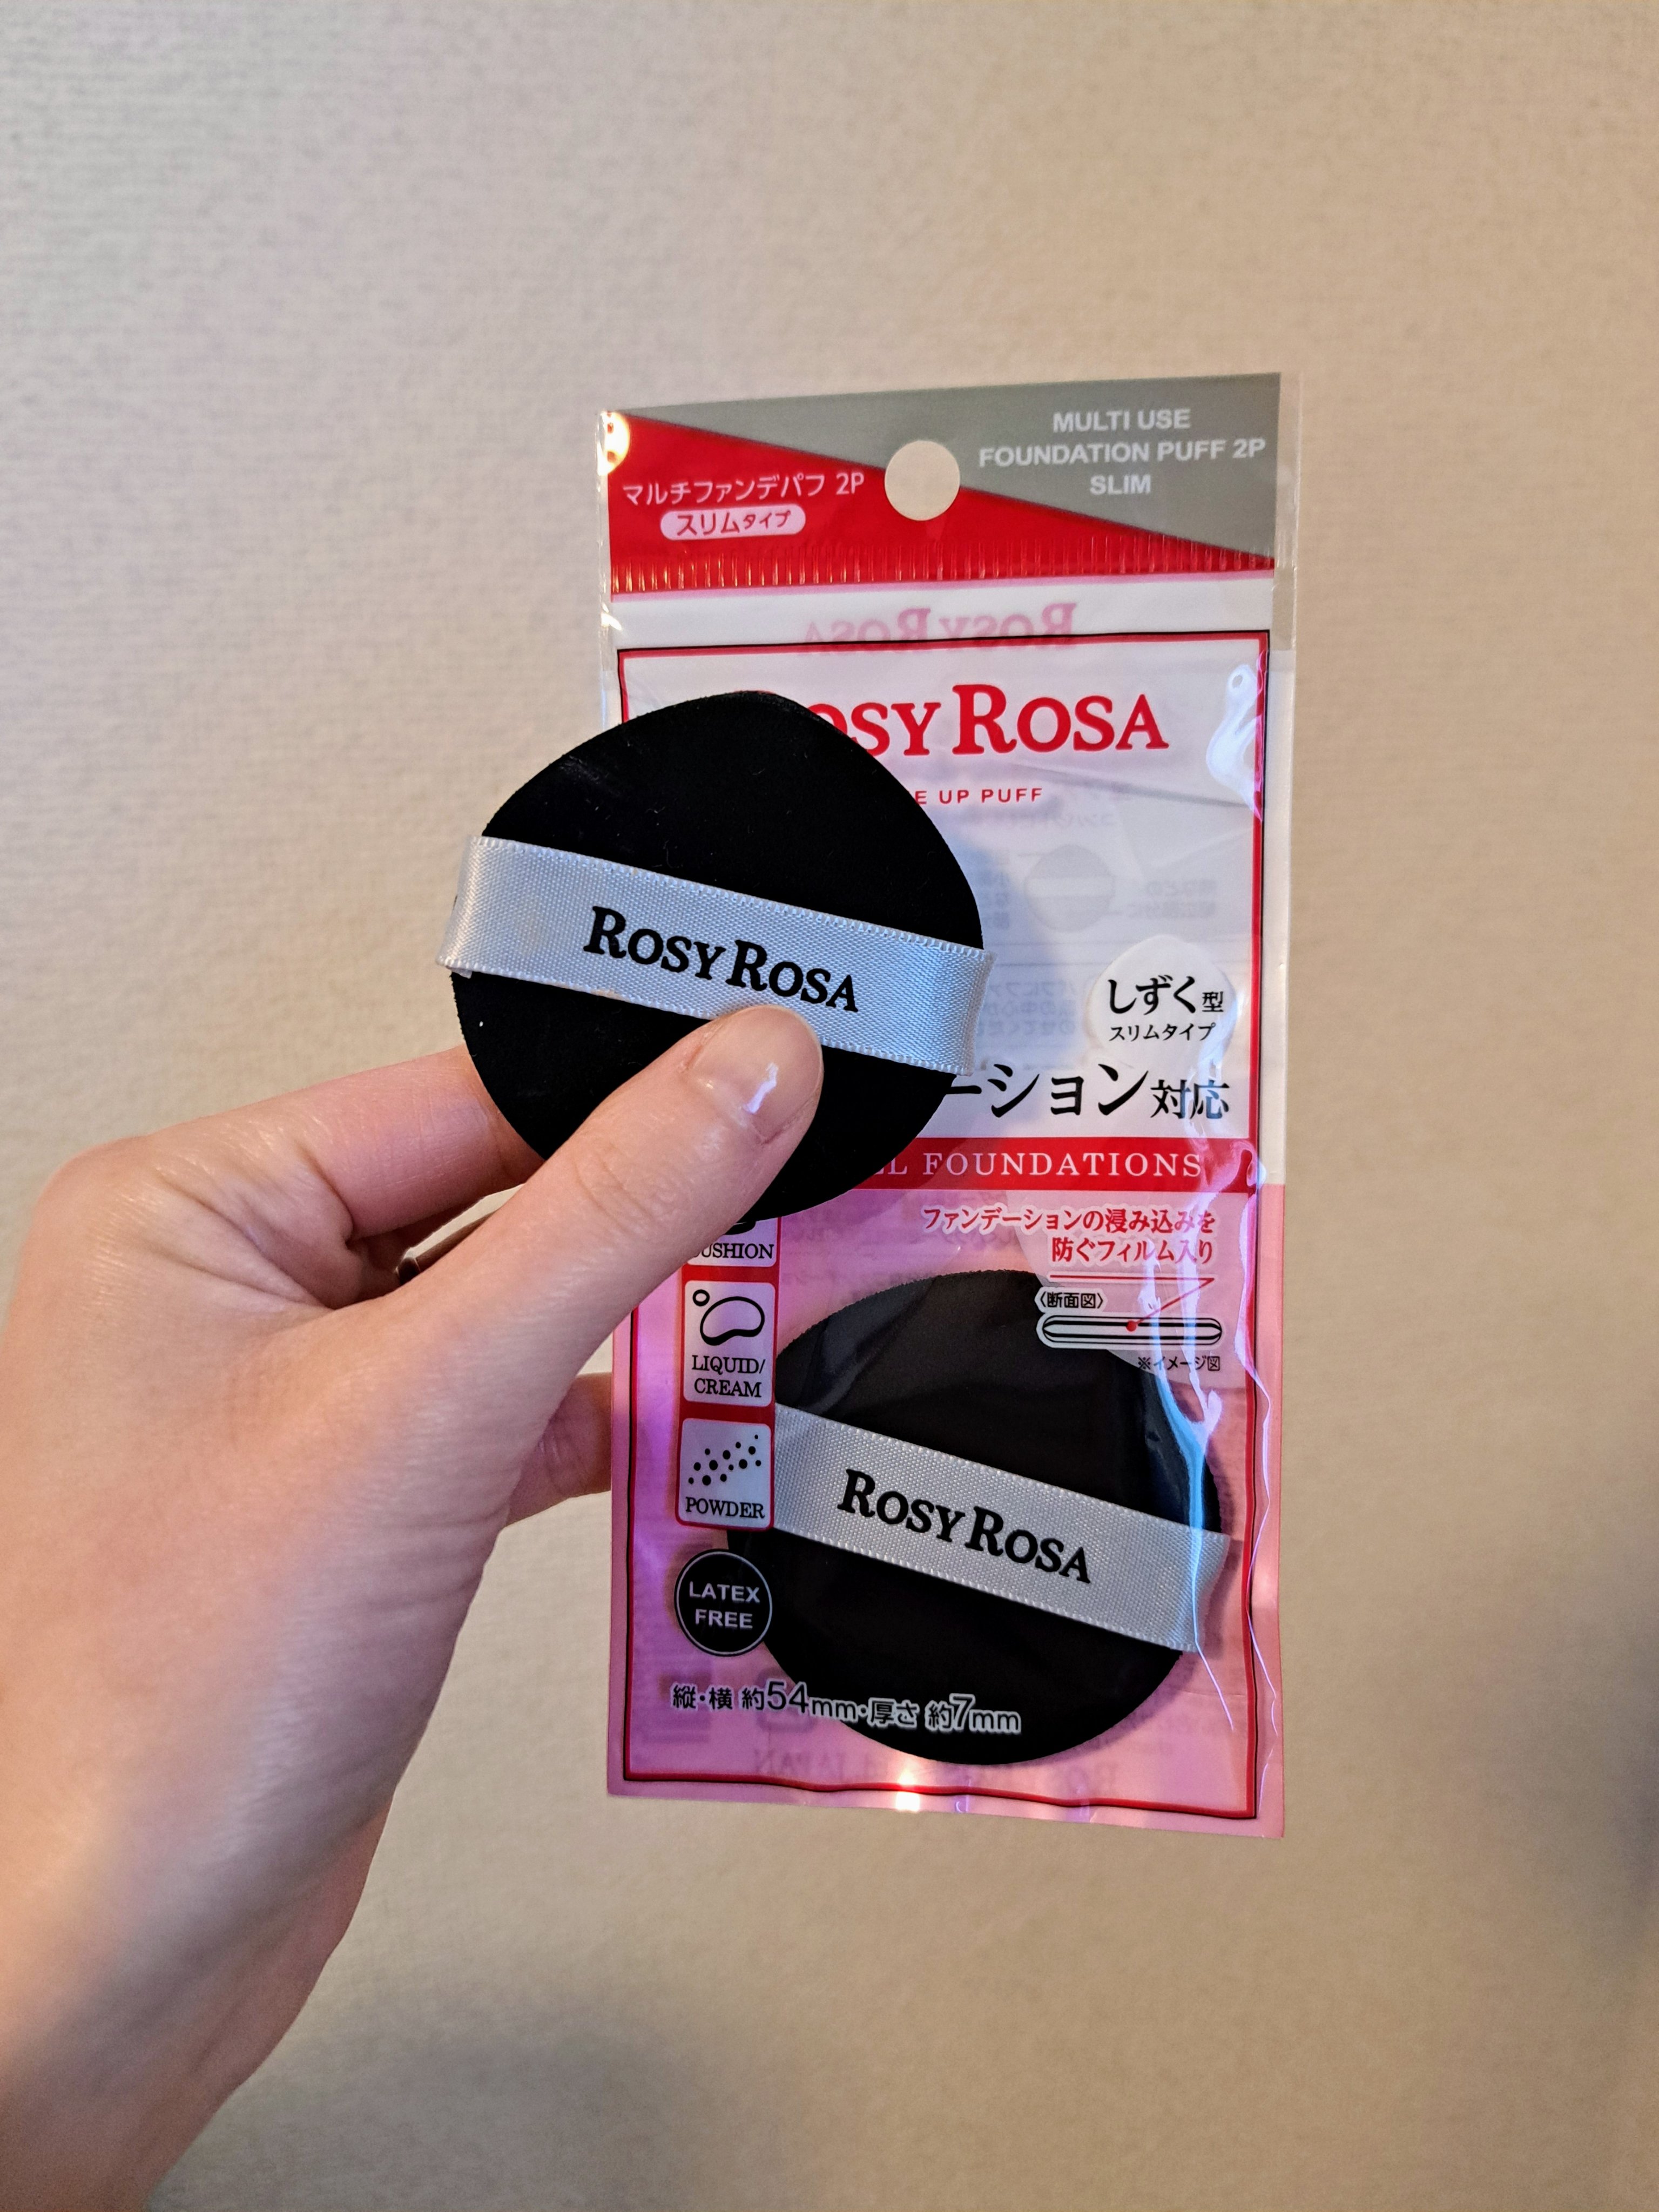 MULTI USE
FOUNDATION PUFF 2P
SLIM
マルチファンデパフ 2P
スリムタイプ
ROSY ROSA
UP PUFF
ROSY ROSA
しずく型
スリムタイプ
ーション対応
FOUNDATIONS
ファンデーションの浸み込みを
防ぐフィルム入り
〈断面図〉
※イメージ図
CUSHION
LIQUID/
CREAM
POWDER
ROSY ROSA
LATEX
FREE
縦・横 約54mm・厚さ 約7mm